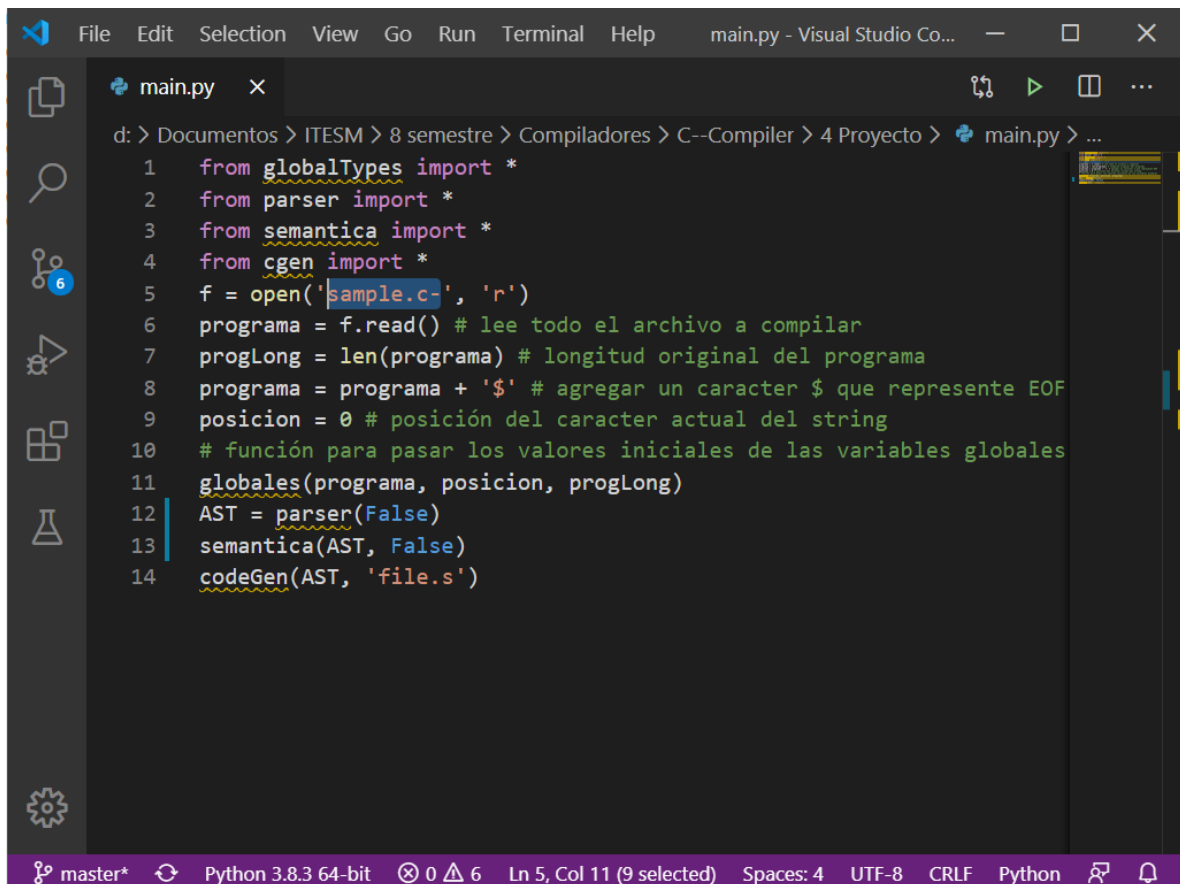 File Edit Selection View Go Run Terminal Help main.py - Visual Studio Co...
main.py
d: > Documentos > ITESM > 8 semestre > Compiladores > C--Compiler > 4 Proyecto > main.py > ...
1 from globalTypes import *
2 from parser import *
3 from semantica import *
4 from cgen import *
5 f = open('sample.c-', 'r')
6 programa = f.read() # lee todo el archivo a compilar
7 progLong = len(programa) # longitud original del programa
8 programa = programa + '$' # agregar un caracter $ que represente EOF
9 posicion = 0 # posición del caracter actual del string
10 # función para pasar los valores iniciales de las variables globales
11 globales(programa, posicion, progLong)
12 AST = parser(False)
13 semantica(AST, False)
14 codeGen(AST, 'file.s')
6
master* Python 3.8.3 64-bit 0 6 Ln 5, Col 11 (9 selected) Spaces: 4 UTF-8 CRLF Python